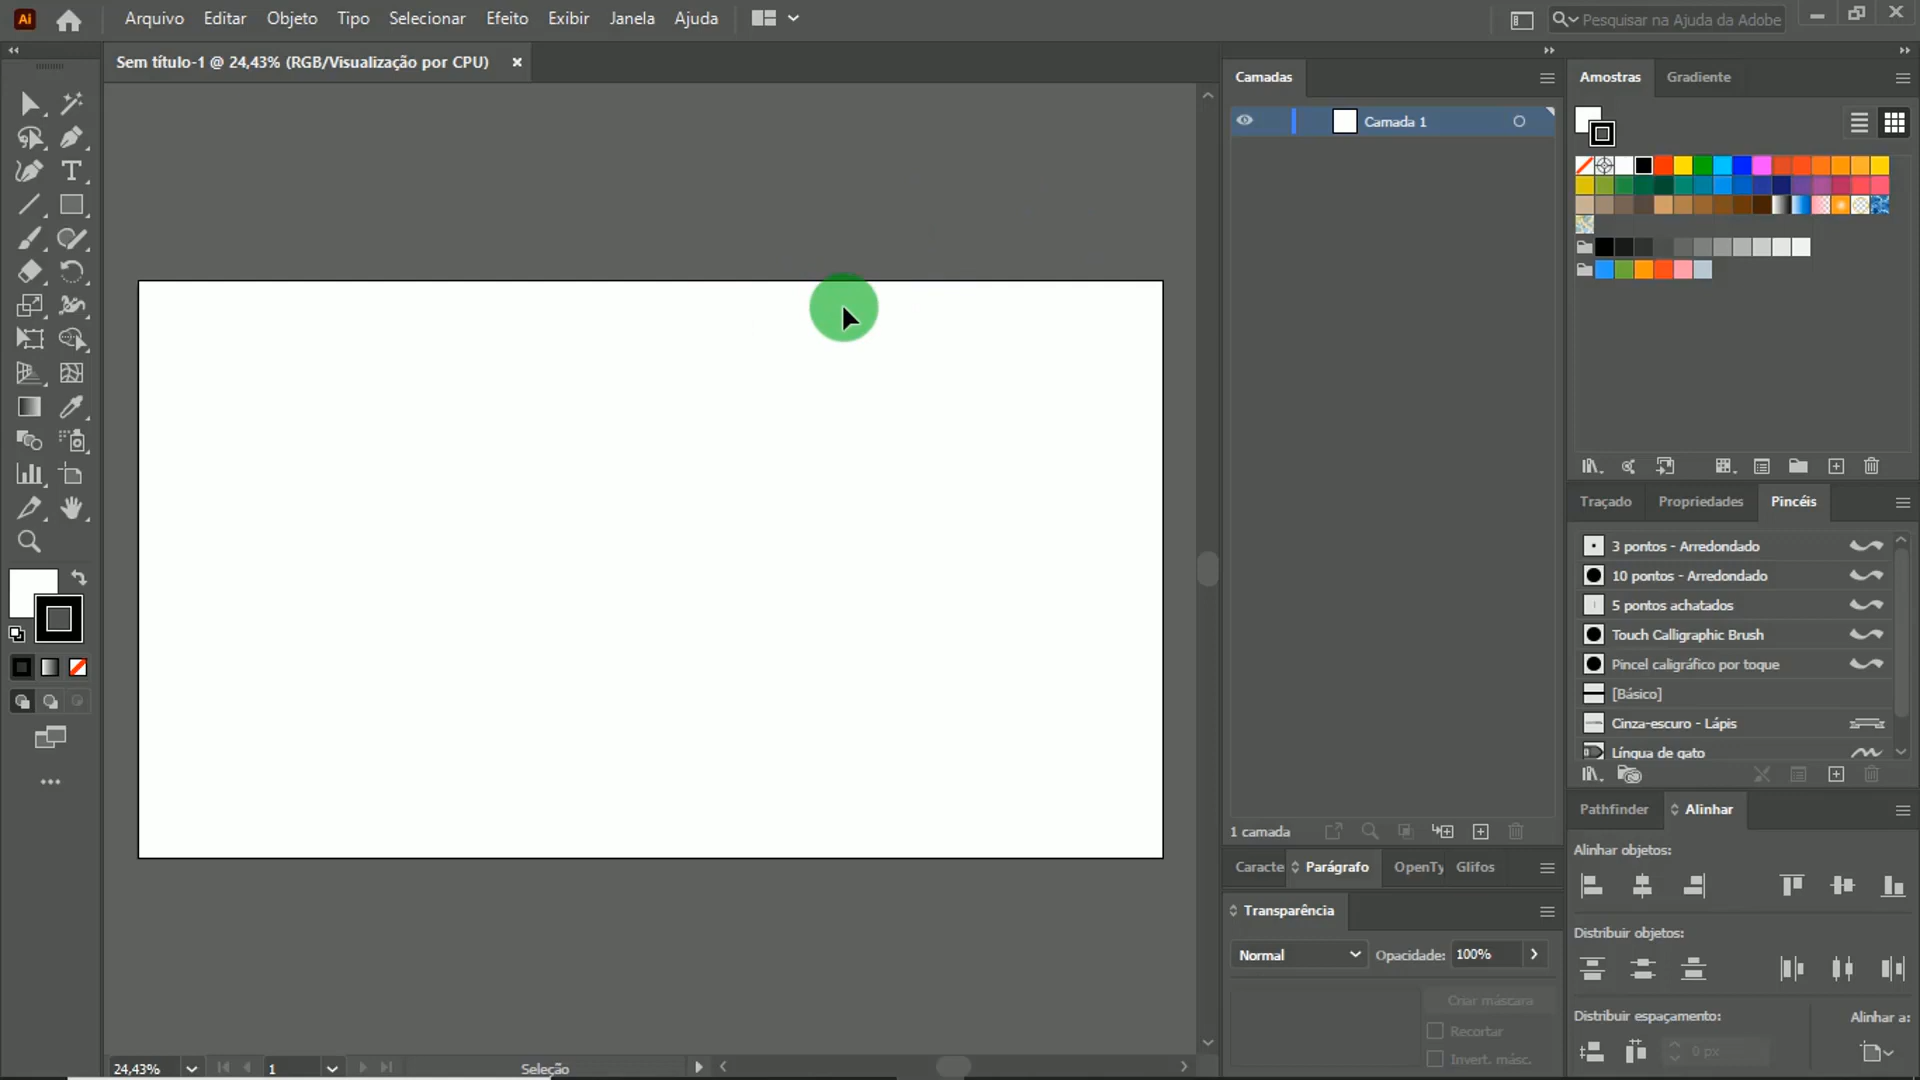 Ai Arquivo Editar Objeto Tipo Selecionar Efeito Exibir Janela Ajuda Pesquisar na Ajuda da Adobe
Sem título-1 @ 24,43% (RGB/Visualização por CPU)
Camadas
Camada 1
1 camada
Caracte Parágrafo OpenTy Glifos
Transparência
Normal Opacidade: 100%
Criar máscara
Recortar
Invert. másc.
Amostras Gradiente
Traçado Propriedades Pincéis
3 pontos - Arredondado
10 pontos - Arredondado
5 pontos achatados
Touch Calligraphic Brush
Pincel caligráfico por toque
[Básico]
Cinza-escuro - Lápis
Língua de gato
Pathfinder Alinhar
Alinhar objetos:
Distribuir objetos:
Distribuir espaçamento: Alinhar a:
0 px
24,43% 1 Seleção